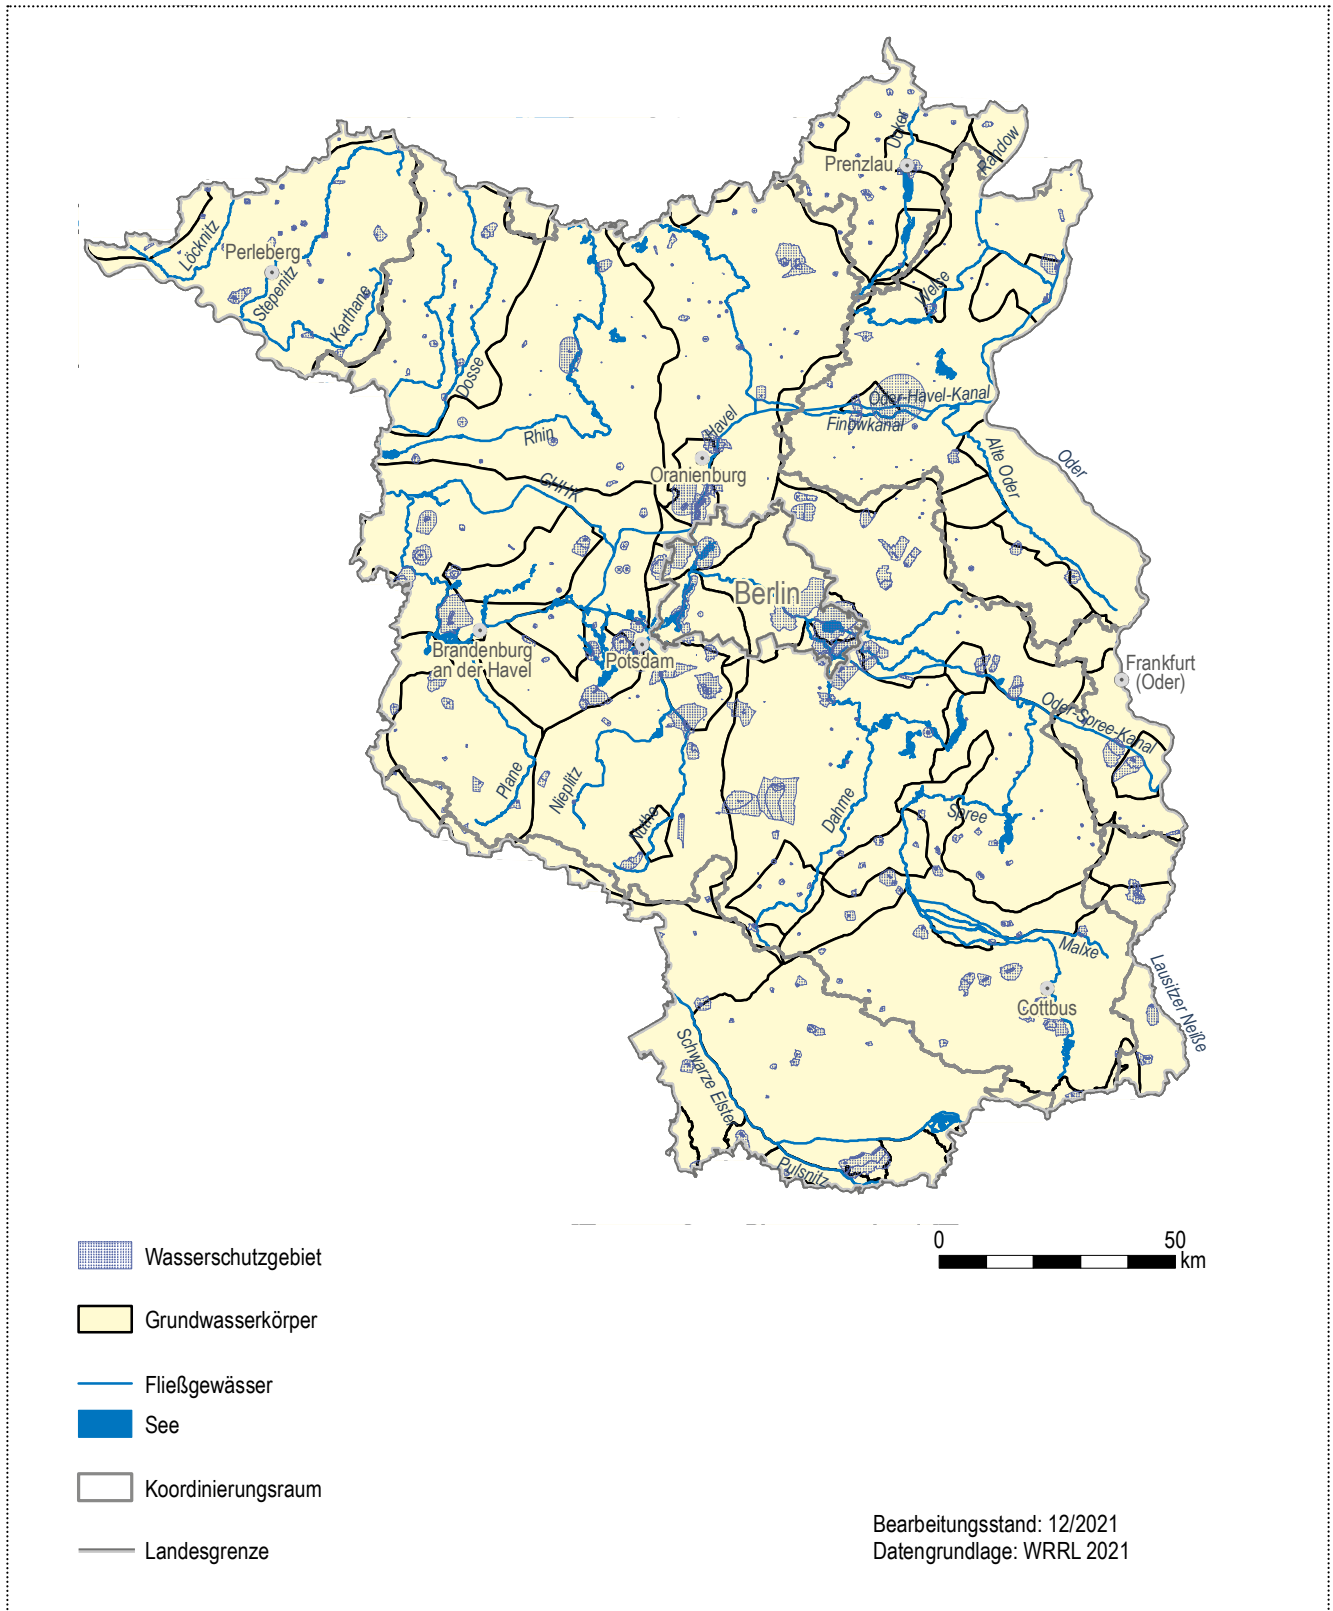 Ucker
Prenzlau
Randow
Löcknitz
Perleberg
Stepenitz
Karthane
Welse
Dosse
Oder-Havel-Kanal
Finowkanal
Havel
Rhin
Alte Oder
Oder
Oranienburg
GHHK
Berlin
Brandenburg
an der Havel
Potsdam
Frankfurt
(Oder)
Oder-Spree-Kanal
Plane
Nieplitz
Nuthe
Dahme
Spree
Malxe
Lausitzer Neiße
Cottbus
Schwarze Elster
Pulsnitz
0 50
km
Wasserschutzgebiet
Grundwasserkörper
Fließgewässer
See
Koordinierungsraum
Landesgrenze
Bearbeitungsstand: 12/2021
Datengrundlage: WRRL 2021